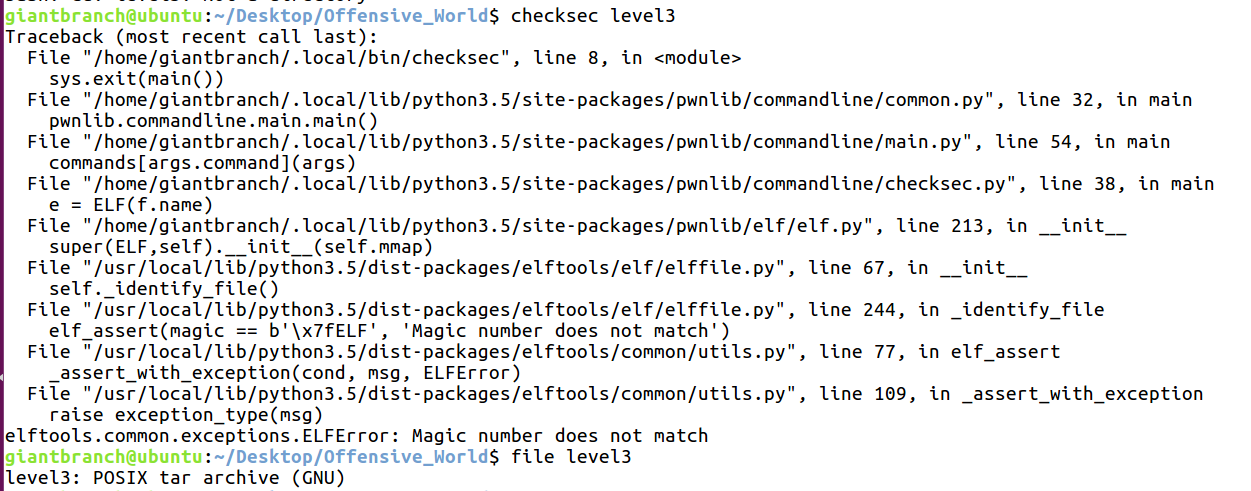 giantbranch@ubuntu:~/Desktop/Offensive_World$ checksec level3
Traceback (most recent call last):
  File "/home/giantbranch/.local/bin/checksec", line 8, in <module>
    sys.exit(main())
  File "/home/giantbranch/.local/lib/python3.5/site-packages/pwnlib/commandline/common.py", line 32, in main
    pwnlib.commandline.main.main()
  File "/home/giantbranch/.local/lib/python3.5/site-packages/pwnlib/commandline/main.py", line 54, in main
    commands[args.command](args)
  File "/home/giantbranch/.local/lib/python3.5/site-packages/pwnlib/commandline/checksec.py", line 38, in main
    e = ELF(f.name)
  File "/home/giantbranch/.local/lib/python3.5/site-packages/pwnlib/elf/elf.py", line 213, in __init__
    super(ELF,self).__init__(self.mmap)
  File "/usr/local/lib/python3.5/dist-packages/elftools/elf/elffile.py", line 67, in __init__
    self._identify_file()
  File "/usr/local/lib/python3.5/dist-packages/elftools/elf/elffile.py", line 244, in _identify_file
    elf_assert(magic == b'\x7fELF', 'Magic number does not match')
  File "/usr/local/lib/python3.5/dist-packages/elftools/common/utils.py", line 77, in elf_assert
    _assert_with_exception(cond, msg, ELFError)
  File "/usr/local/lib/python3.5/dist-packages/elftools/common/utils.py", line 109, in _assert_with_exception
    raise exception_type(msg)
elftools.common.exceptions.ELFError: Magic number does not match
giantbranch@ubuntu:~/Desktop/Offensive_World$ file level3
level3: POSIX tar archive (GNU)